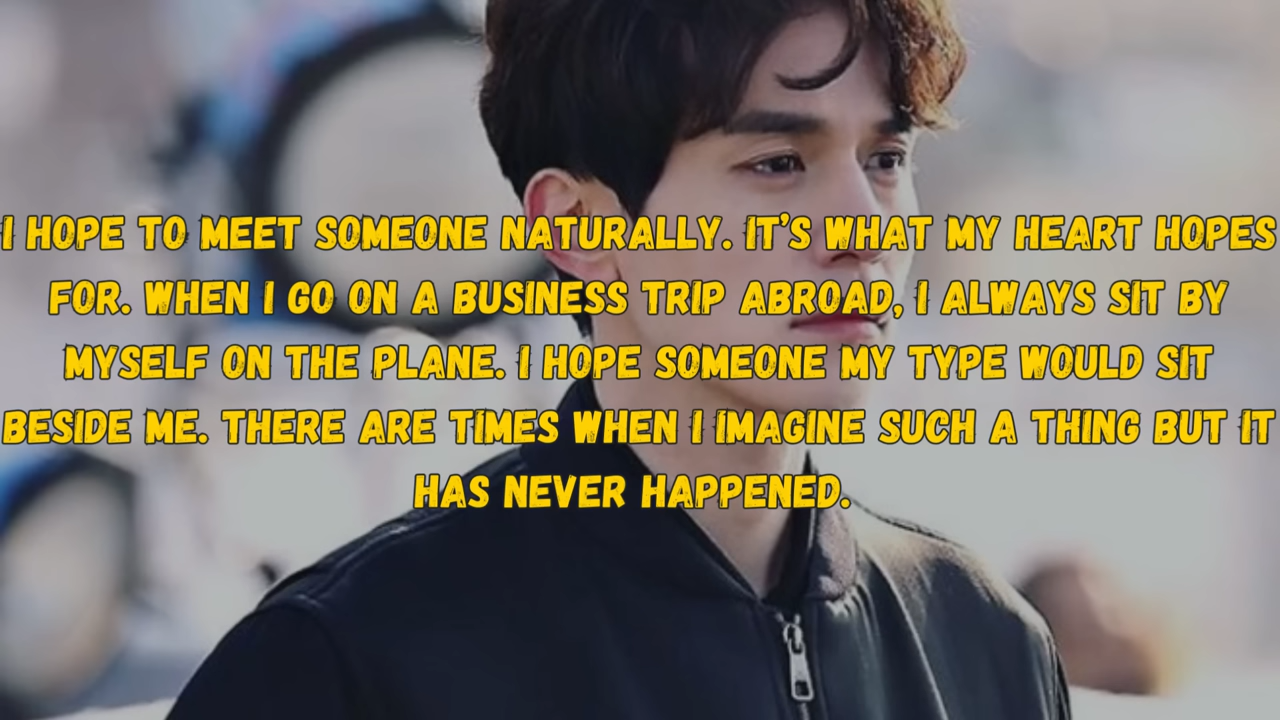 I HOPE TO MEET SOMEONE NATURALLY. IT'S WHAT MY HEART HOPES
FOR. WHEN I GO ON A BUSINESS TRIP ABROAD, I ALWAYS SIT BY
MYSELF ON THE PLANE. I HOPE SOMEONE MY TYPE WOULD SIT
BESIDE ME. THERE ARE TIMES WHEN I IMAGINE SUCH A THING BUT IT
HAS NEVER HAPPENED.